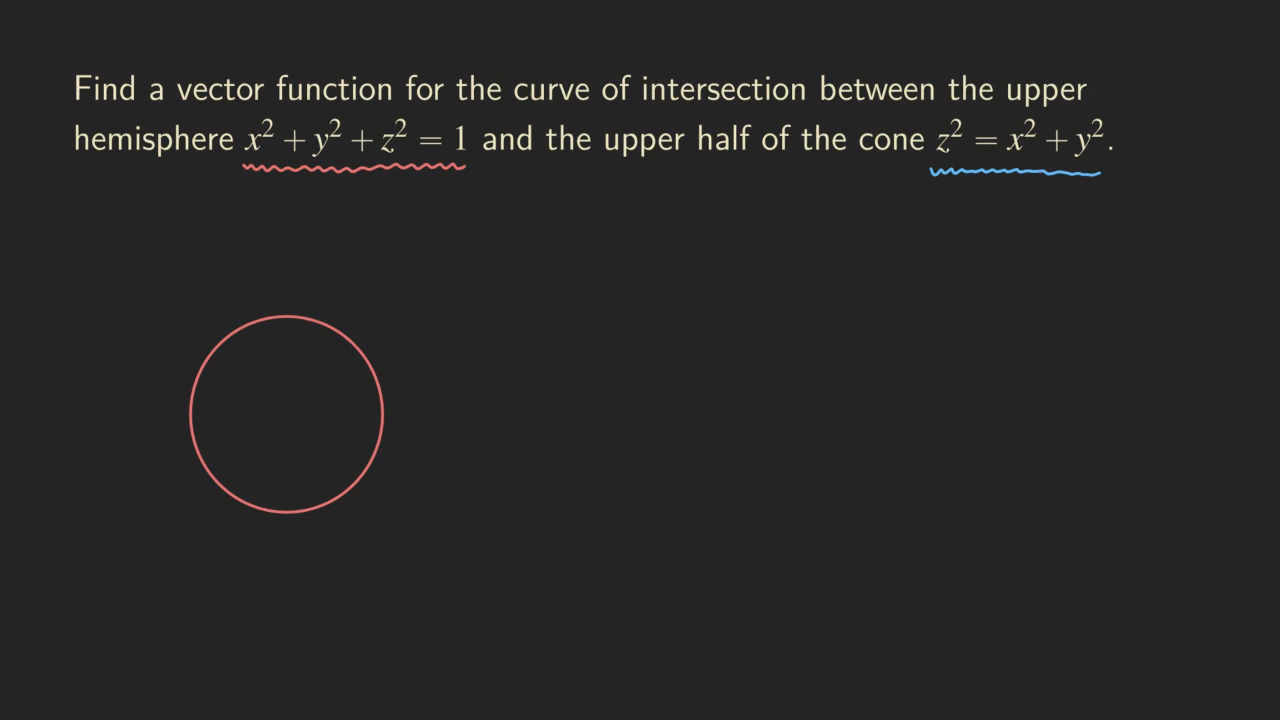 Find a vector function for the curve of intersection between the upper
hemisphere x² + y² + z² = 1 and the upper half of the cone z² = x² + y².